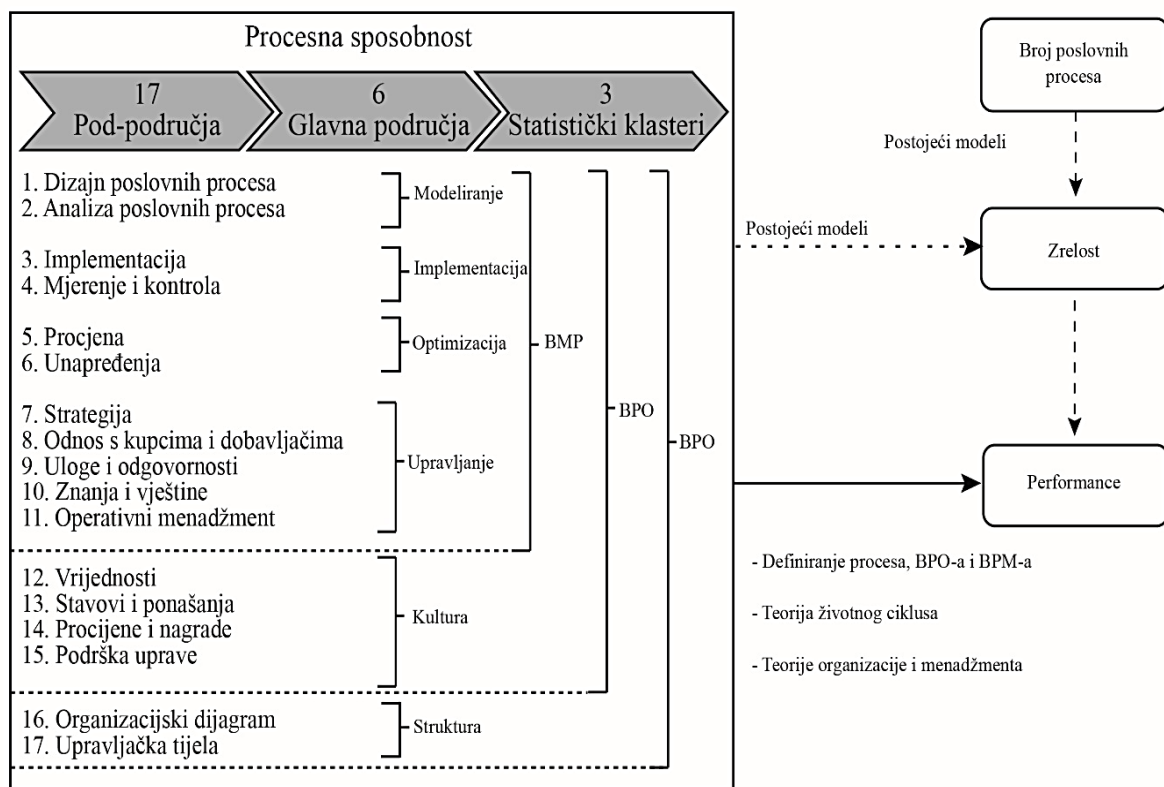 Procesna sposobnost
17
Pod-područja
6
Glavna područja
3
Statistički klasteri
1. Dizajn poslovnih procesa
2. Analiza poslovnih procesa
Modeliranje
3. Implementacija
4. Mjerenje i kontrola
Implementacija
5. Procjena
6. Unapređenja
Optimizacija
7. Strategija
8. Odnos s kupcima i dobavljačima
9. Uloge i odgovornosti
10. Znanja i vještine
11. Operativni menadžment
Upravljanje
BMP
12. Vrijednosti
13. Stavovi i ponašanja
14. Procijene i nagrade
15. Podrška uprave
Kultura
BPO
16. Organizacijski dijagram
17. Upravljačka tijela
Struktura
BPO
Broj poslovnih
procesa
Postojeći modeli
Postojeći modeli
Zrelost
Performance
- Definiranje procesa, BPO-a i BPM-a
- Teorija životnog ciklusa
- Teorije organizacije i menadžmenta